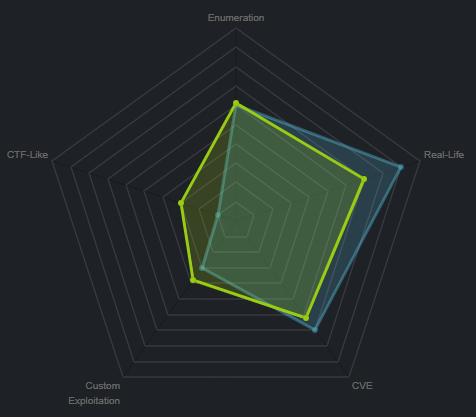 Enumeration
CTF-Like
Real-Life
Custom
Exploitation
CVE